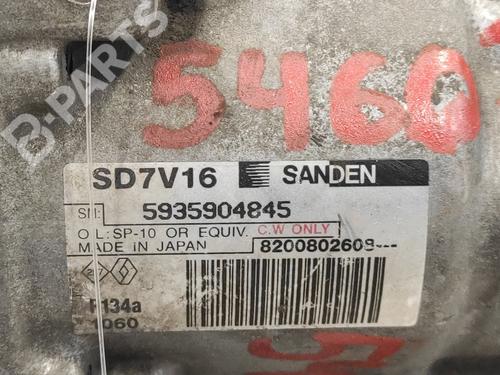 B-PARTS
5460
SD7V16 SANDEN
5935904845
OIL:SP-10 OR EQUIV. C.W ONLY
MADE IN JAPAN 8200802609---
R134a
1060